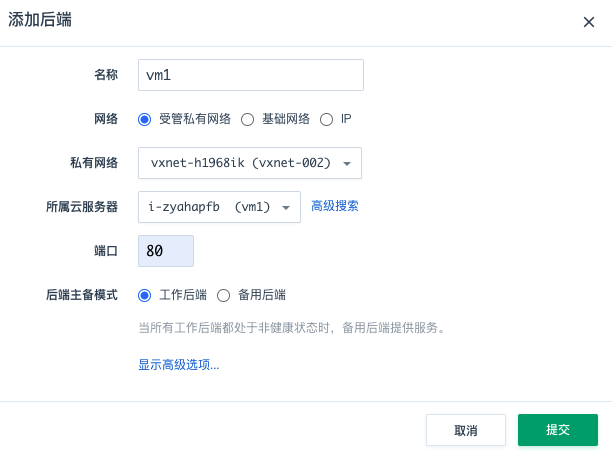 添加后端
名称 vm1
网络 受管私有网络 基础网络 IP
私有网络 vxnet-h1968ik (vxnet-002)
所属云服务器 i-zyahapfb (vm1) 高级搜索
端口 80
后端主备模式 工作后端 备用后端
当所有工作后端都处于非健康状态时，备用后端提供服务。
显示高级选项...
取消 提交